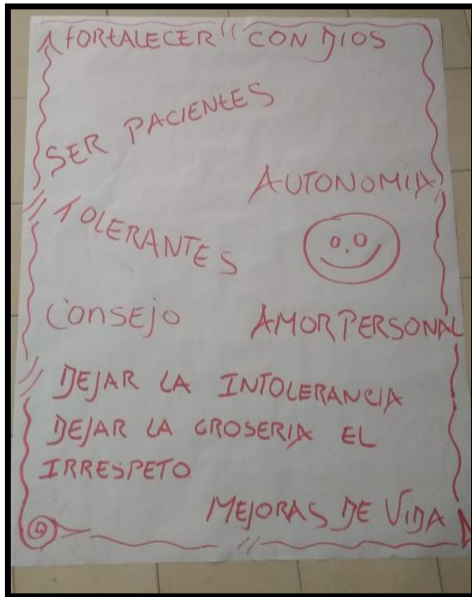 FORTALECER CON DIOS
SER PACIENTES
AUTONOMIA
TOLERANTES
CONSEJO
AMOR PERSONAL
DEJAR LA INTOLERANCIA
DEJAR LA GROSERIA EL
IRRESPETO
MEJORAS DE VIDA